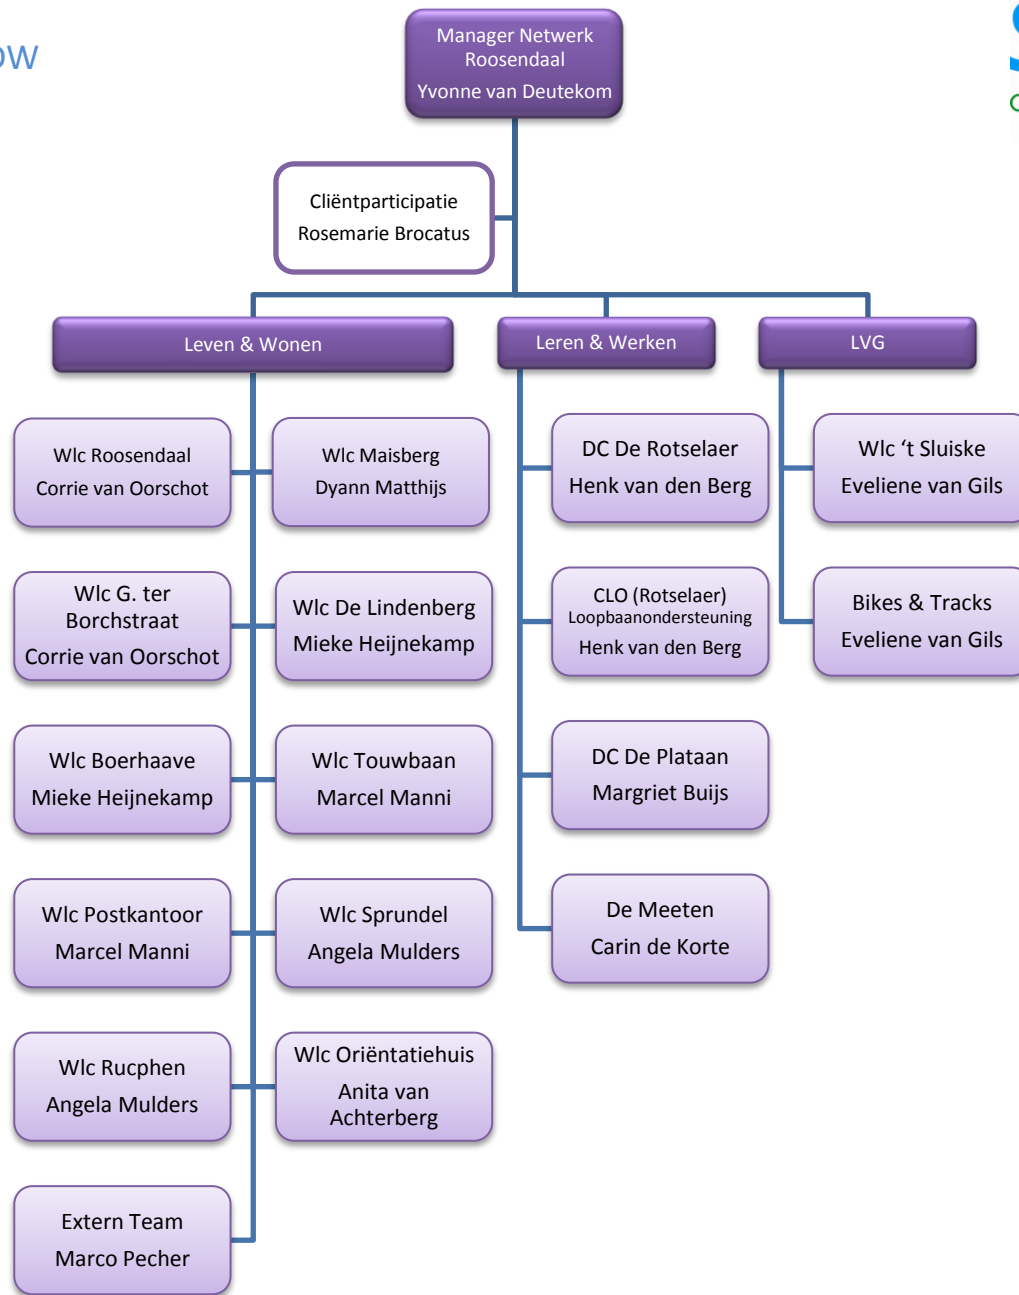 ow
Manager Netwerk
Roosendaal
Yvonne van Deutekom
Cliëntparticipatie
Rosemarie Brocatus
Leven & Wonen
Leren & Werken
LVG
Wlc Roosendaal
Corrie van Oorschot
Wlc Maisberg
Dyann Matthijs
DC De Rotselaer
Henk van den Berg
Wlc ‘t Sluiske
Eveliene van Gils
Wlc G. ter
Borchstraat
Corrie van Oorschot
Wlc De Lindenberg
Mieke Heijnekamp
CLO (Rotselaer)
Loopbaanondersteuning
Henk van den Berg
Bikes & Tracks
Eveliene van Gils
Wlc Boerhaave
Mieke Heijnekamp
Wlc Touwbaan
Marcel Manni
DC De Plataan
Margriet Buijs
Wlc Postkantoor
Marcel Manni
Wlc Sprundel
Angela Mulders
De Meeten
Carin de Korte
Wlc Rucphen
Angela Mulders
Wlc Oriëntatiehuis
Anita van
Achterberg
Extern Team
Marco Pecher